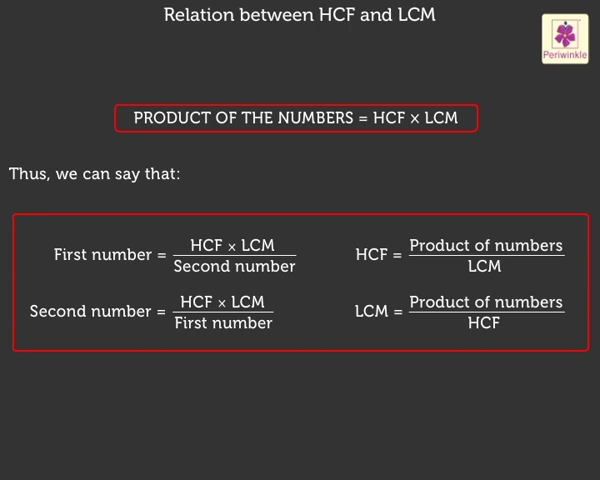 Relation between HCF and LCM
Periwinkle
PRODUCT OF THE NUMBERS = HCF × LCM
Thus, we can say that:
First number = HCF × LCM / Second number
HCF = Product of numbers / LCM
Second number = HCF × LCM / First number
LCM = Product of numbers / HCF